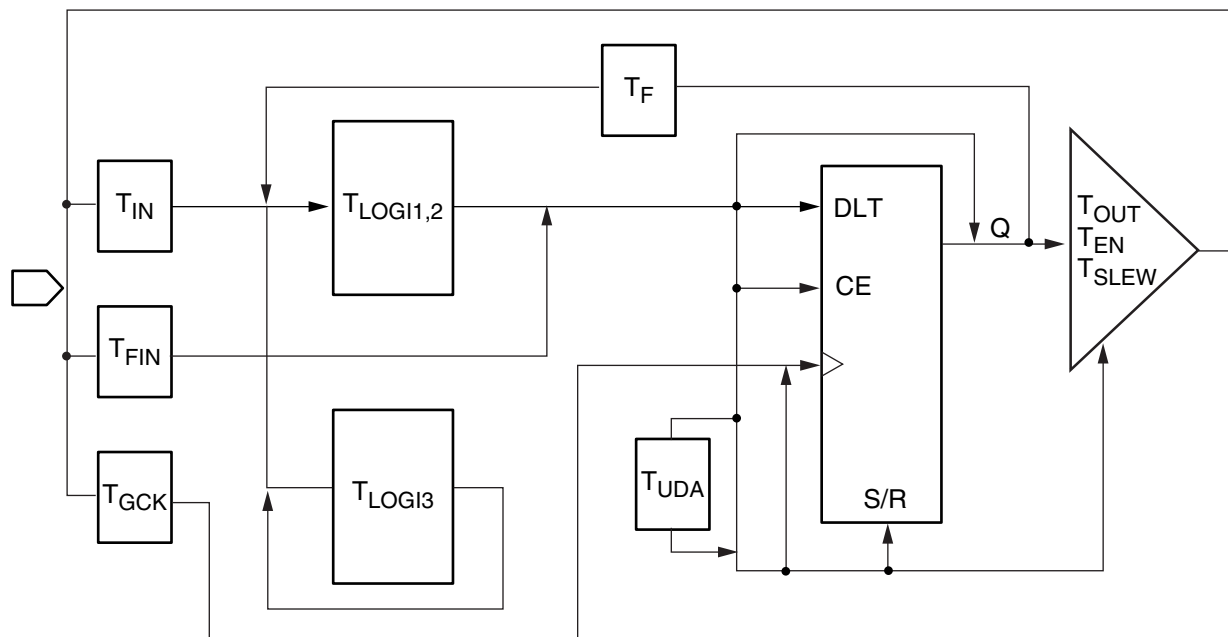 T_F
T_IN
T_LOGI1,2
DLT
Q
T_OUT
T_EN
T_SLEW
CE
T_FIN
T_GCK
T_LOGI3
T_UDA
S/R